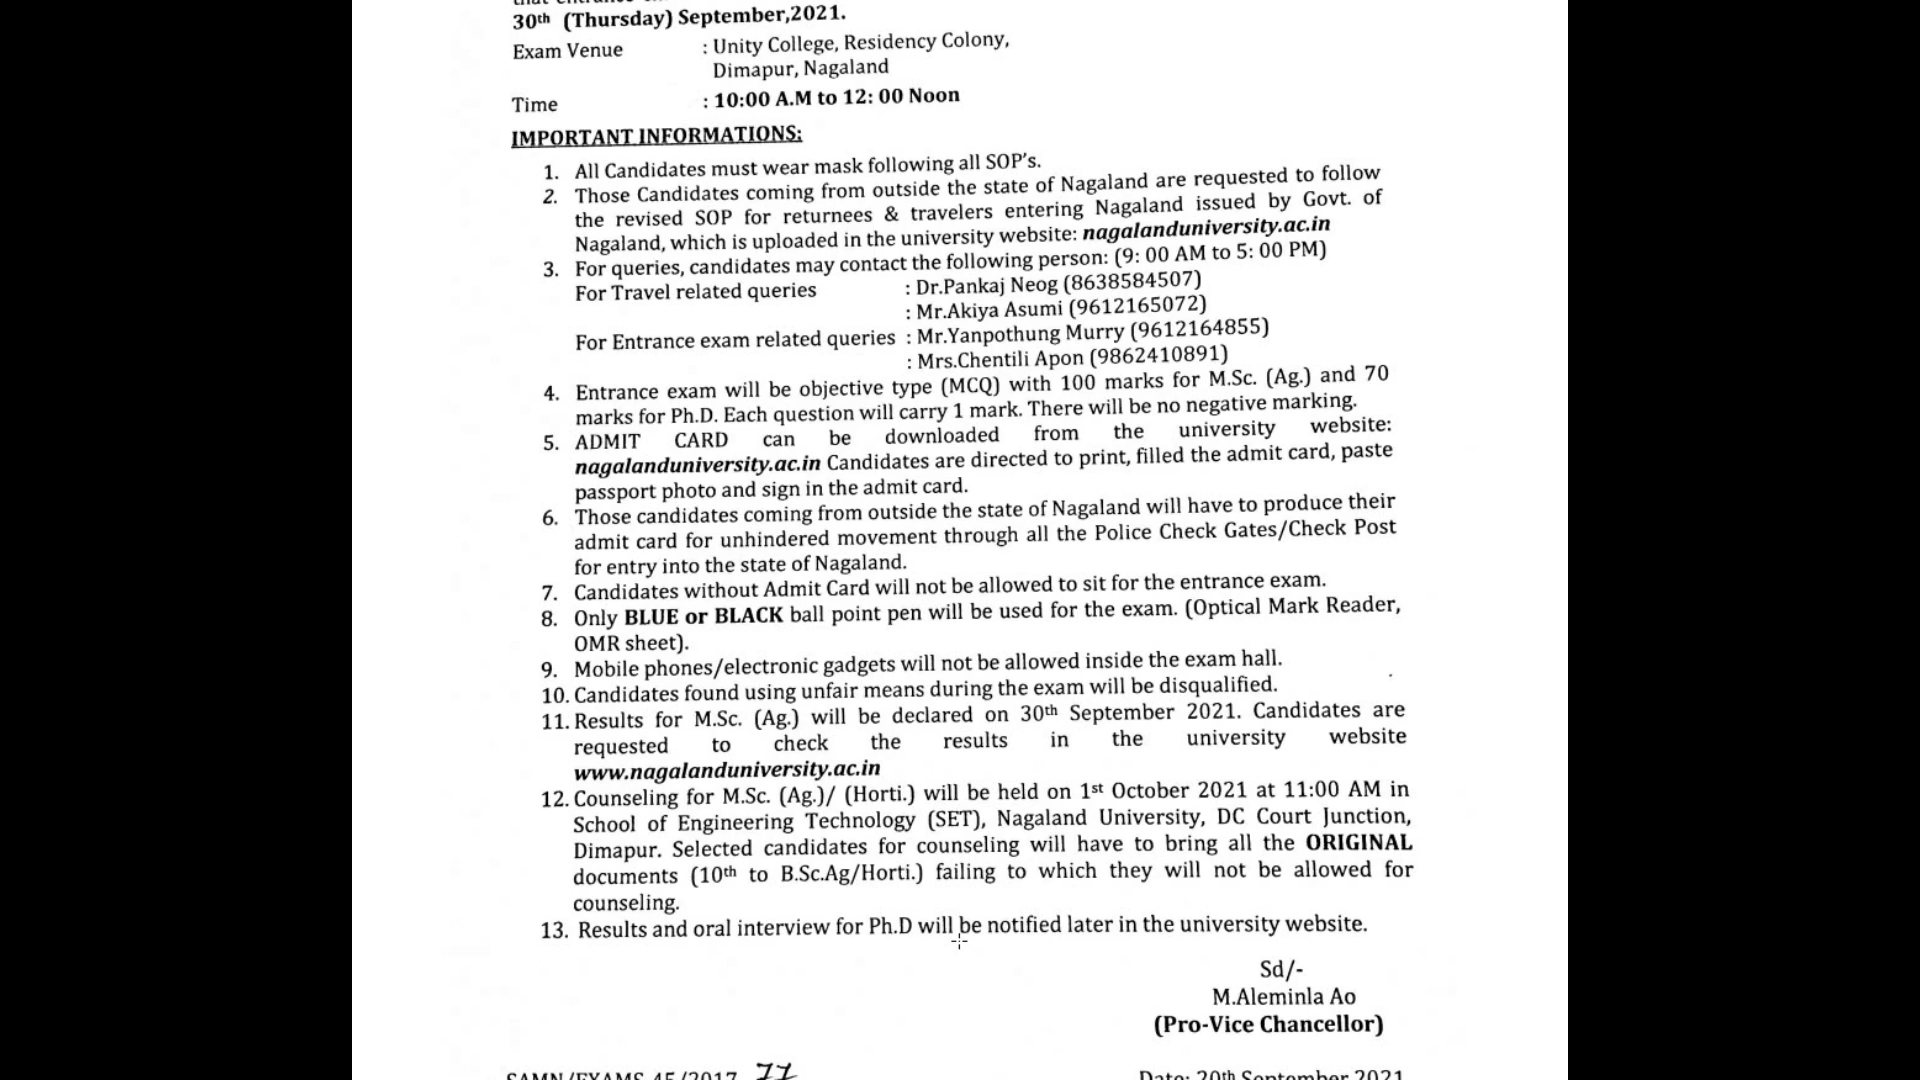 that entrance
30th (Thursday) September,2021.
Exam Venue : Unity College, Residency Colony,
Dimapur, Nagaland
Time : 10:00 A.M to 12: 00 Noon
IMPORTANT INFORMATIONS:
1. All Candidates must wear mask following all SOP's.
2. Those Candidates coming from outside the state of Nagaland are requested to follow
the revised SOP for returnees & travelers entering Nagaland issued by Govt. of
Nagaland, which is uploaded in the university website: nagalanduniversity.ac.in
3. For queries, candidates may contact the following person: (9: 00 AM to 5: 00 PM)
For Travel related queries : Dr.Pankaj Neog (8638584507)
: Mr.Akiya Asumi (9612165072)
For Entrance exam related queries : Mr.Yanpothung Murry (9612164855)
: Mrs.Chentili Apon (9862410891)
4. Entrance exam will be objective type (MCQ) with 100 marks for M.Sc. (Ag.) and 70
marks for Ph.D. Each question will carry 1 mark. There will be no negative marking.
5. ADMIT CARD can be downloaded from the university website:
nagalanduniversity.ac.in Candidates are directed to print, filled the admit card, paste
passport photo and sign in the admit card.
6. Those candidates coming from outside the state of Nagaland will have to produce their
admit card for unhindered movement through all the Police Check Gates/Check Post
for entry into the state of Nagaland.
7. Candidates without Admit Card will not be allowed to sit for the entrance exam.
8. Only BLUE or BLACK ball point pen will be used for the exam. (Optical Mark Reader,
OMR sheet).
9. Mobile phones/electronic gadgets will not be allowed inside the exam hall.
10. Candidates found using unfair means during the exam will be disqualified.
11. Results for M.Sc. (Ag.) will be declared on 30th September 2021. Candidates are
requested to check the results in the university website
www.nagalanduniversity.ac.in
12. Counseling for M.Sc. (Ag.)/ (Horti.) will be held on 1st October 2021 at 11:00 AM in
School of Engineering Technology (SET), Nagaland University, DC Court Junction,
Dimapur. Selected candidates for counseling will have to bring all the ORIGINAL
documents (10th to B.Sc.Ag/Horti.) failing to which they will not be allowed for
counseling.
13. Results and oral interview for Ph.D will be notified later in the university website.
Sd/-
M.Aleminla Ao
(Pro-Vice Chancellor)
SAMN/EXAMS-45/2017 77 Date: 20th September 2021